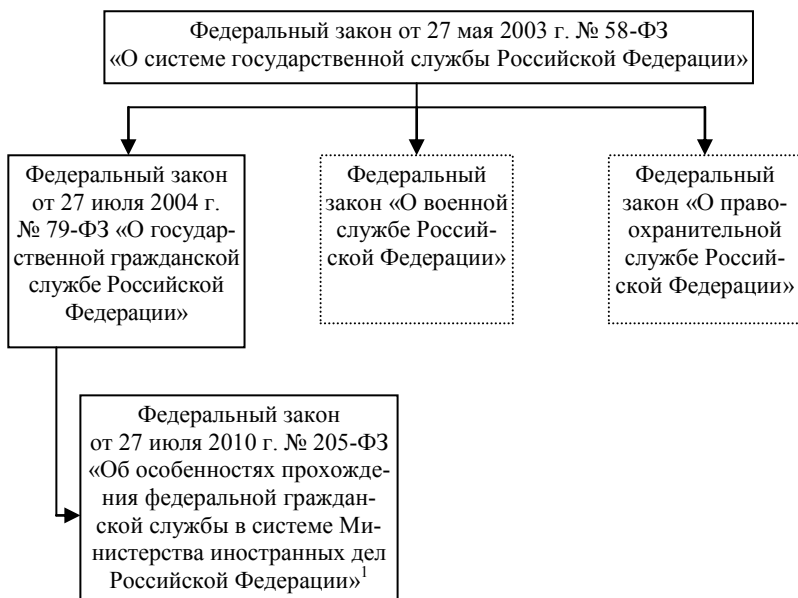 Федеральный закон от 27 мая 2003 г. № 58-ФЗ
«О системе государственной службы Российской Федерации»
Федеральный закон
от 27 июля 2004 г.
№ 79-ФЗ «О государ-
ственной гражданской
службе Российской
Федерации»
Федеральный
закон «О военной
службе Россий-
ской Федерации»
Федеральный
закон «О право-
охранительной
службе Россий-
ской Федерации»
Федеральный закон
от 27 июля 2010 г. № 205-ФЗ
«Об особенностях прохожде-
ния федеральной граждан-
ской службы в системе Ми-
нистерства иностранных дел
Российской Федерации»¹